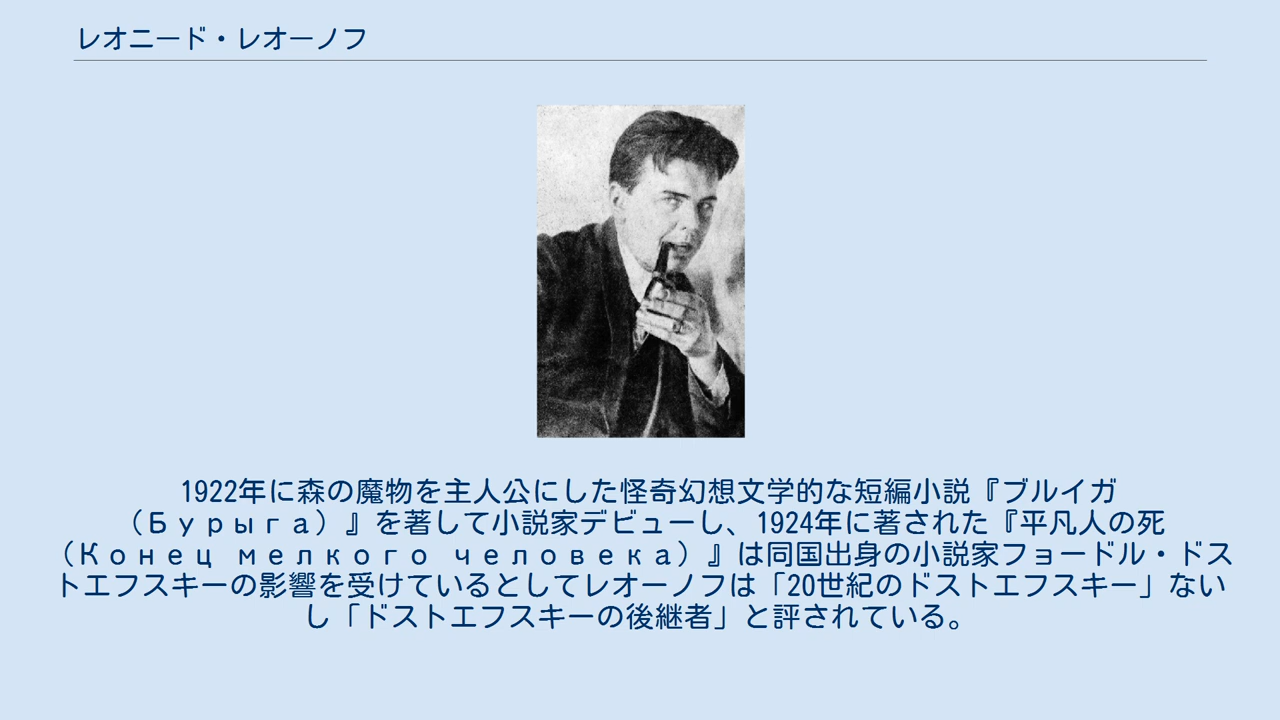 レオニード・レオーノフ
1922年に森の魔物を主人公にした怪奇幻想文学的な短編小説『ブルイガ
（Бурыга）』を著して小説家デビューし、1924年に著された『平凡人の死
（Конец мелкого человека）』は同国出身の小説家フョードル・ドス
トエフスキーの影響を受けているとしてレオーノフは「20世紀のドストエフスキー」ない
し「ドストエフスキーの後継者」と評されている。